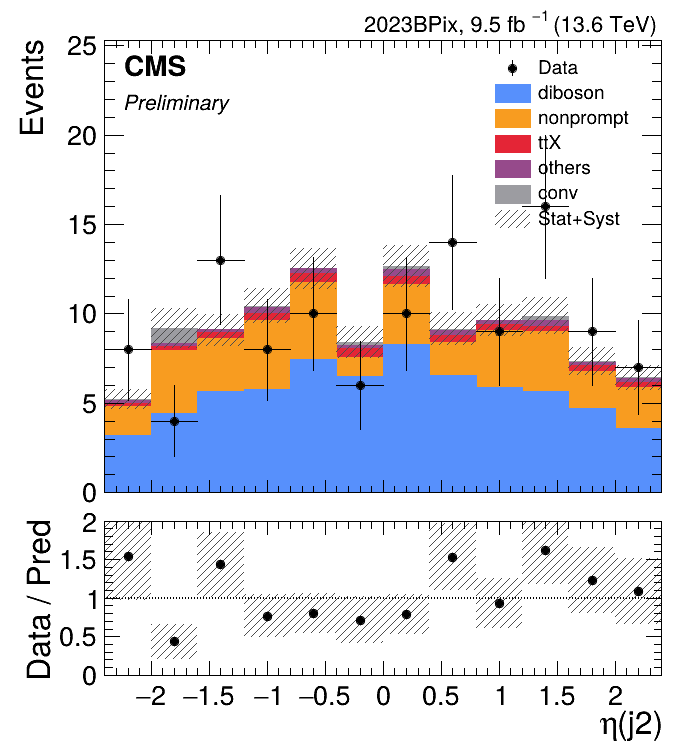 2023BPix, 9.5 fb⁻¹ (13.6 TeV)
CMS
Preliminary
Data
diboson
nonprompt
ttX
others
conv
Stat+Syst
Events
25
20
15
10
5
0
Data / Pred
2
1.5
1
0.5
0
−2 −1.5 −1 −0.5 0 0.5 1 1.5 2
η(j2)